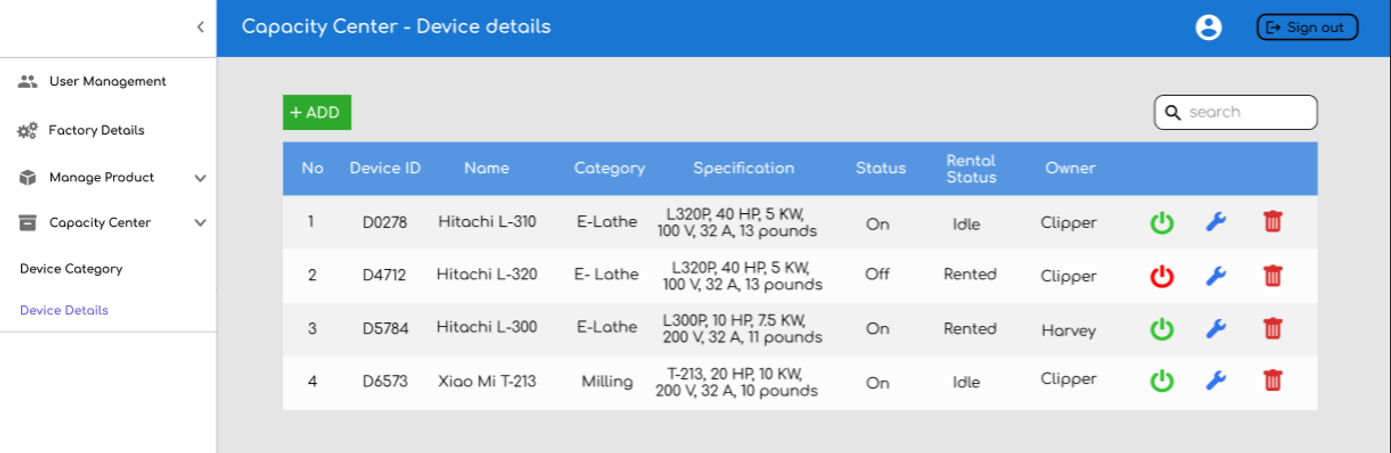 Capacity Center - Device details
Sign out
User Management
Factory Details
Manage Product
Capacity Center
Device Category
Device Details
+ ADD
search
No Device ID Name Category Specification Status Rental Status Owner
1 D0278 Hitachi L-310 E-Lathe L320P, 40 HP, 5 KW, 100 V, 32 A, 13 pounds On Idle Clipper
2 D4712 Hitachi L-320 E- Lathe L320P, 40 HP, 5 KW, 100 V, 32 A, 13 pounds Off Rented Clipper
3 D5784 Hitachi L-300 E-Lathe L300P, 10 HP, 7.5 KW, 200 V, 32 A, 11 pounds On Rented Harvey
4 D6573 Xiao Mi T-213 Milling T-213, 20 HP, 10 KW, 200 V, 32 A, 10 pounds On Idle Clipper